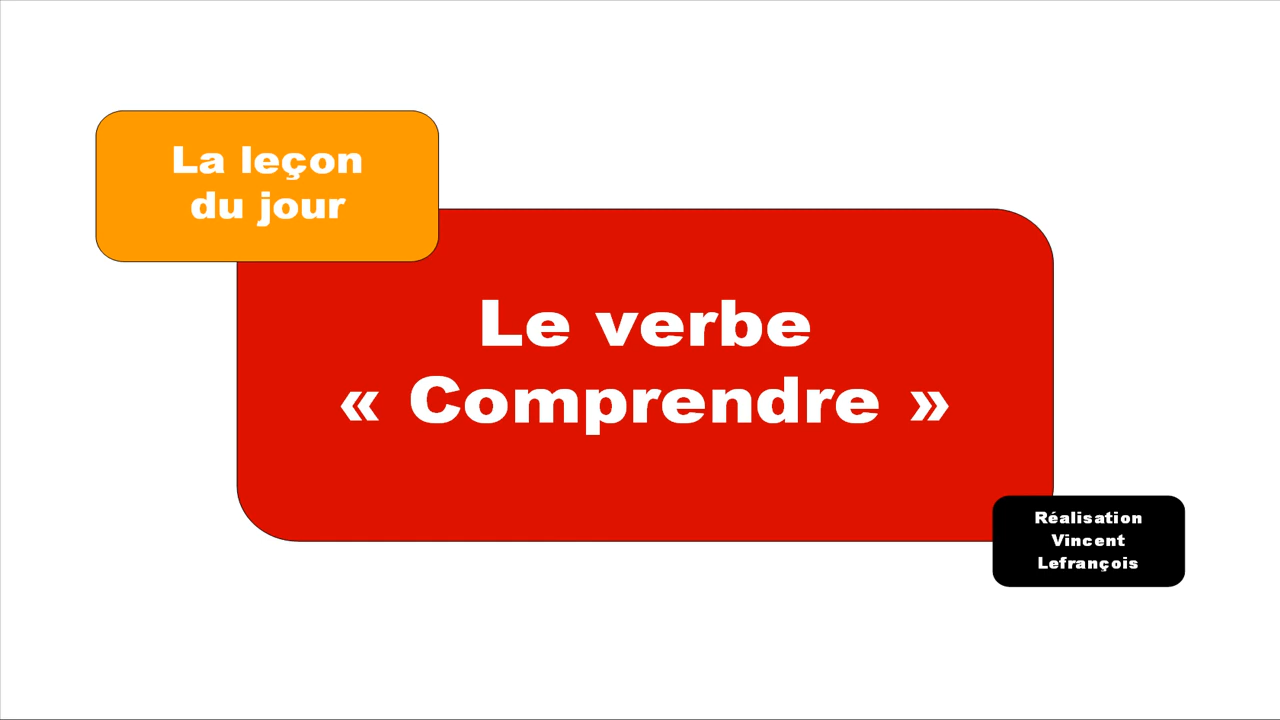 La leçon
du jour
Le verbe
« Comprendre »
Réalisation
Vincent
Lefrançois